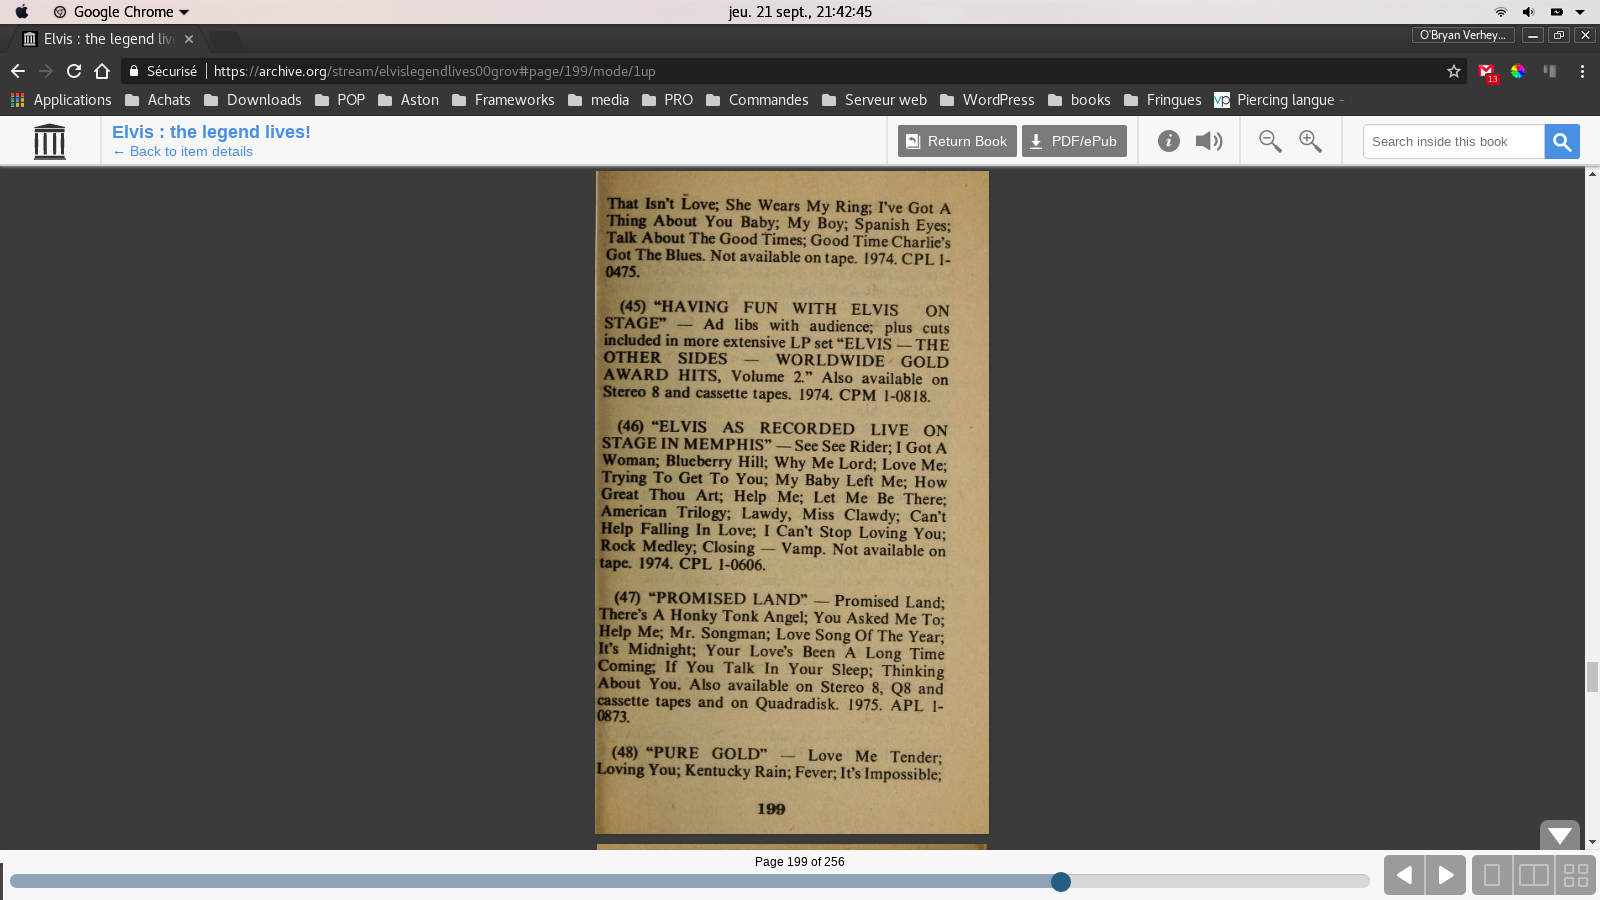 Google Chrome
jeu. 21 sept., 21:42:45
Elvis : the legend liv
O'Bryan Verhey...
Sécurisé
https://archive.org/stream/elvislegendlives00grov#page/199/mode/1up
13
Applications
Achats
Downloads
POP
Aston
Frameworks
media
PRO
Commandes
Serveur web
WordPress
books
Fringues
vp
Piercing langue -
Elvis : the legend lives!
← Back to item details
Return Book
PDF/ePub
Search inside this book
That Isn't Love; She Wears My Ring; I've Got A
Thing About You Baby; My Boy; Spanish Eyes;
Talk About The Good Times; Good Time Charlie's
Got The Blues. Not available on tape. 1974. CPL 1-
0475.
(45) “HAVING FUN WITH ELVIS ON
STAGE” — Ad libs with audience; plus cuts
included in more extensive LP set “ELVIS — THE
OTHER SIDES — WORLDWIDE GOLD
AWARD HITS, Volume 2.” Also available on
Stereo 8 and cassette tapes. 1974. CPM 1-0818.
(46) “ELVIS AS RECORDED LIVE ON
STAGE IN MEMPHIS” — See See Rider; I Got A
Woman; Blueberry Hill; Why Me Lord; Love Me;
Trying To Get To You; My Baby Left Me; How
Great Thou Art; Help Me; Let Me Be There;
American Trilogy; Lawdy, Miss Clawdy; Can't
Help Falling In Love; I Can't Stop Loving You;
Rock Medley; Closing — Vamp. Not available on
tape. 1974. CPL 1-0606.
(47) “PROMISED LAND” — Promised Land;
There's A Honky Tonk Angel; You Asked Me To;
Help Me; Mr. Songman; Love Song Of The Year;
It's Midnight; Your Love's Been A Long Time
Coming; If You Talk In Your Sleep; Thinking
About You. Also available on Stereo 8, Q8 and
cassette tapes and on Quadradisk. 1975. APL 1-
0873.
(48) “PURE GOLD” — Love Me Tender;
Loving You; Kentucky Rain; Fever; It's Impossible;
199
Page 199 of 256